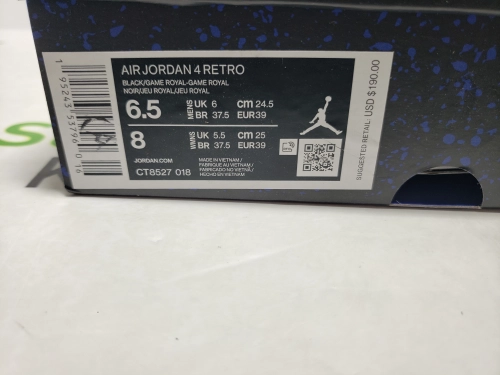 AIR JORDAN 4 RETRO
BLACK/GAME ROYAL-GAME ROYAL
NOIR/JEU ROYAL/JEU ROYAL
6.5 MENS UK 6 CM 24.5
BR 37.5 EUR 39
8 WMNS UK 5.5 CM 25
BR 37.5 EUR 39
JORDAN.COM
CT8527 018
MADE IN VIETNAM/
FABRIQUE AU VIETNAM/
FABRICADO NO VIETNÃ/
HECHO EN VIETNAM
SUGGESTED RETAIL: USD $190.00